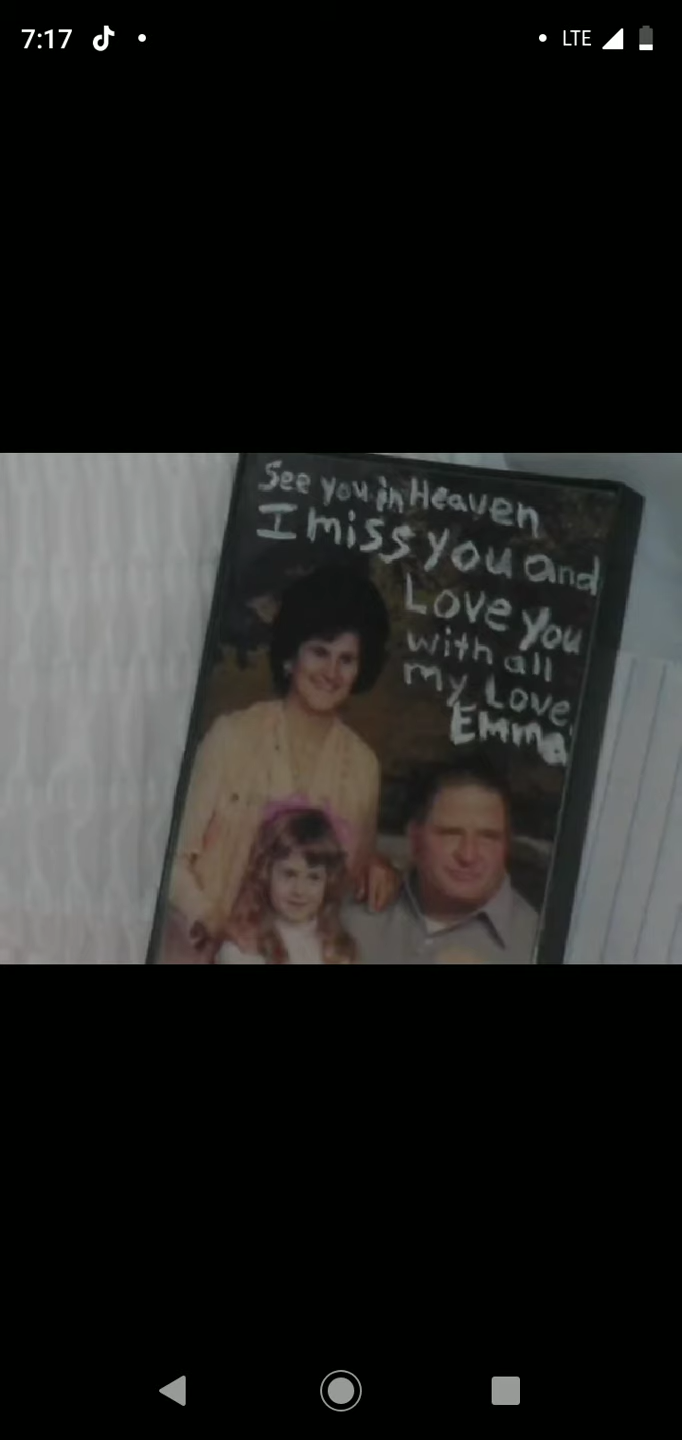 7:17
LTE
See you in Heaven
I miss you and
Love You
with all
my Love,
Emma